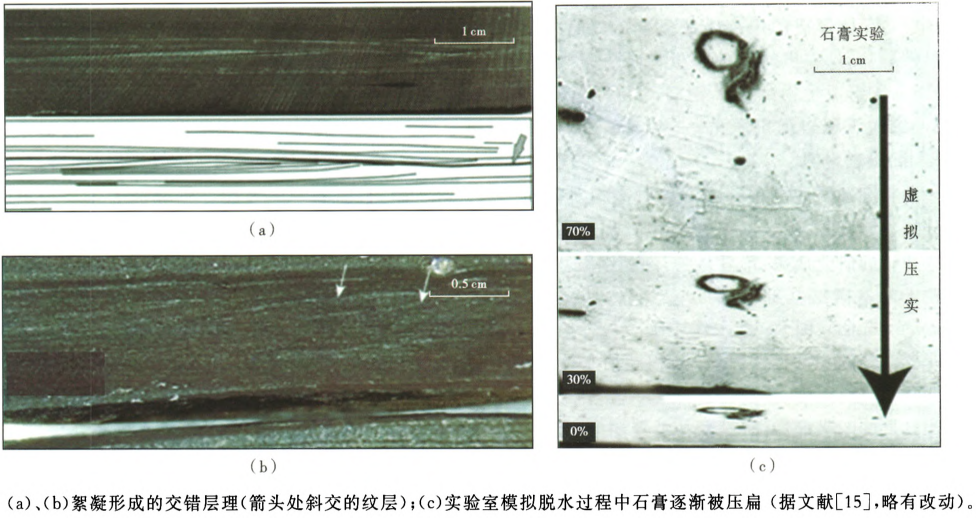 1 cm
(a)
0.5 cm
(b)
石膏实验
1 cm
虚
拟
压
实
70%
30%
0%
(c)
(a)、(b)絮凝形成的交错层理(箭头处斜交的纹层);(c)实验室模拟脱水过程中石膏逐渐被压扁(据文献[15],略有改动)。